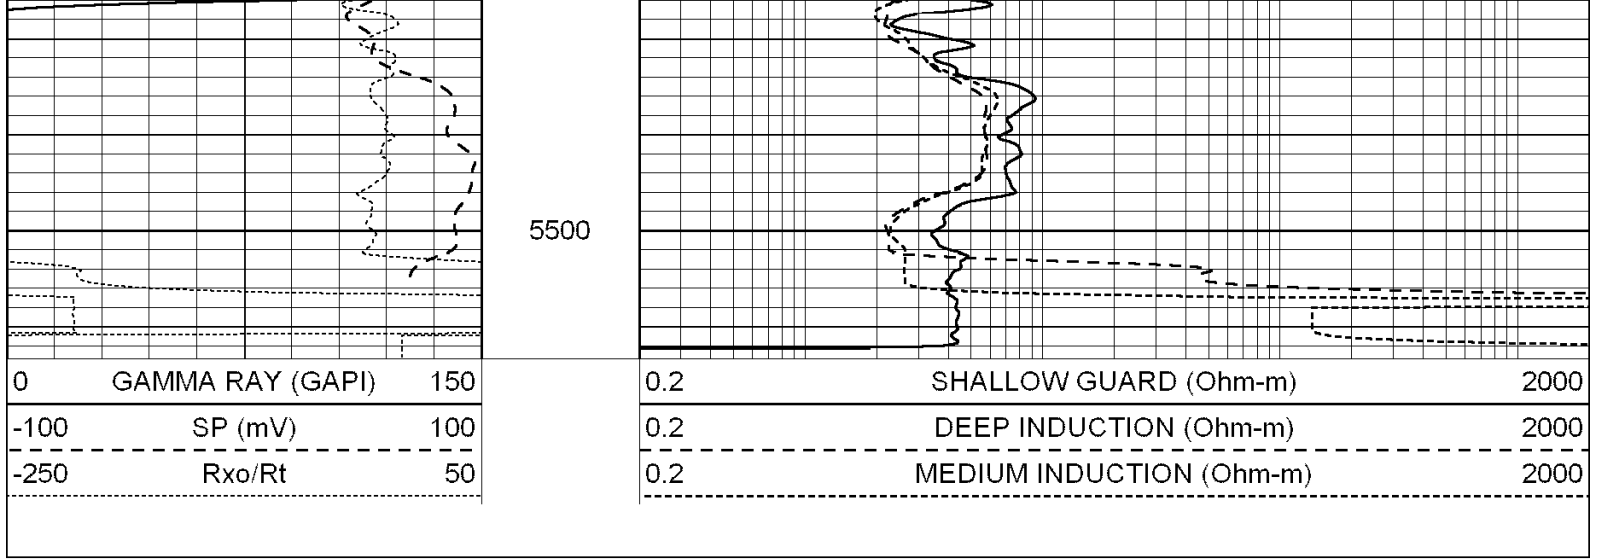 5500
0 GAMMA RAY (GAPI) 150
-100 SP (mV) 100
-250 Rxo/Rt 50
0.2 SHALLOW GUARD (Ohm-m) 2000
0.2 DEEP INDUCTION (Ohm-m) 2000
0.2 MEDIUM INDUCTION (Ohm-m) 2000